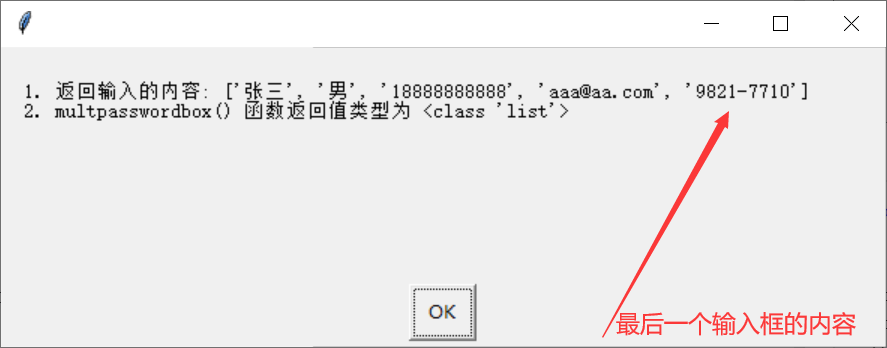 1. 返回输入的内容: ['张三', '男', '18888888888', 'aaa@aa.com', '9821-7710']
2. multpasswordbox() 函数返回值类型为 <class 'list'>
OK
最后一个输入框的内容